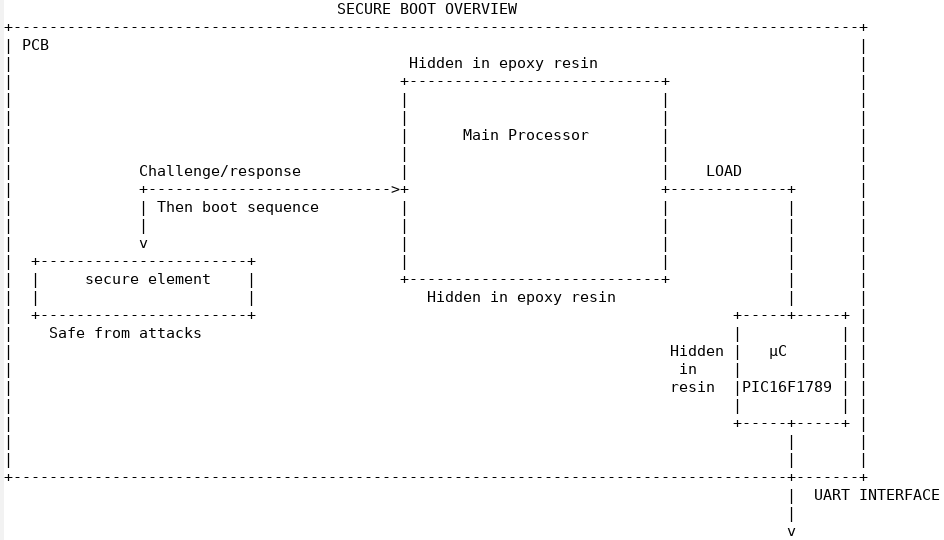 SECURE BOOT OVERVIEW
PCB
Hidden in epoxy resin
Main Processor
Challenge/response
LOAD
Then boot sequence
secure element
Hidden in epoxy resin
Safe from attacks
Hidden
in
resin
µC
PIC16F1789
UART INTERFACE